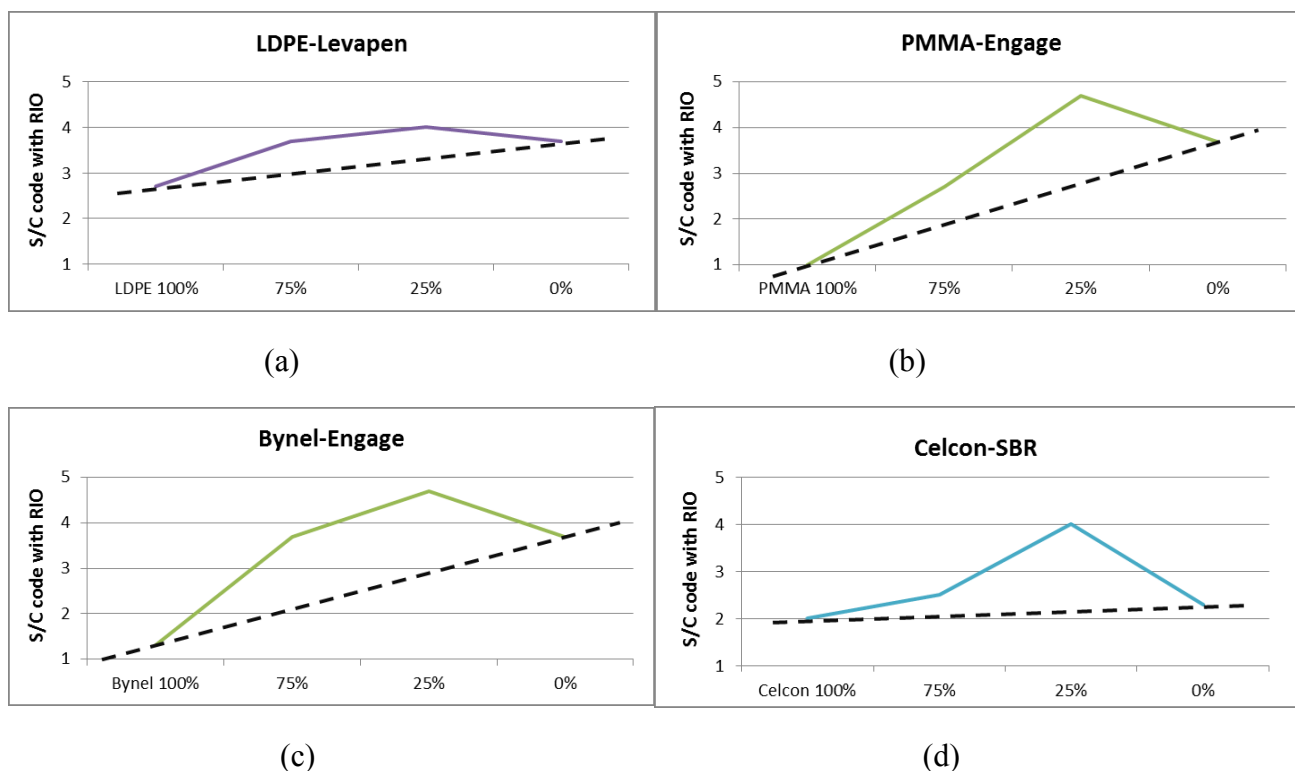 LDPE-Levapen
S/C code with RIO
5
4
3
2
1
LDPE 100% 75% 25% 0%
(a)
PMMA-Engage
S/C code with RIO
5
4
3
2
1
PMMA 100% 75% 25% 0%
(b)
Bynel-Engage
S/C code with RIO
5
4
3
2
1
Bynel 100% 75% 25% 0%
(c)
Celcon-SBR
S/C code with RIO
5
4
3
2
1
Celcon 100% 75% 25% 0%
(d)